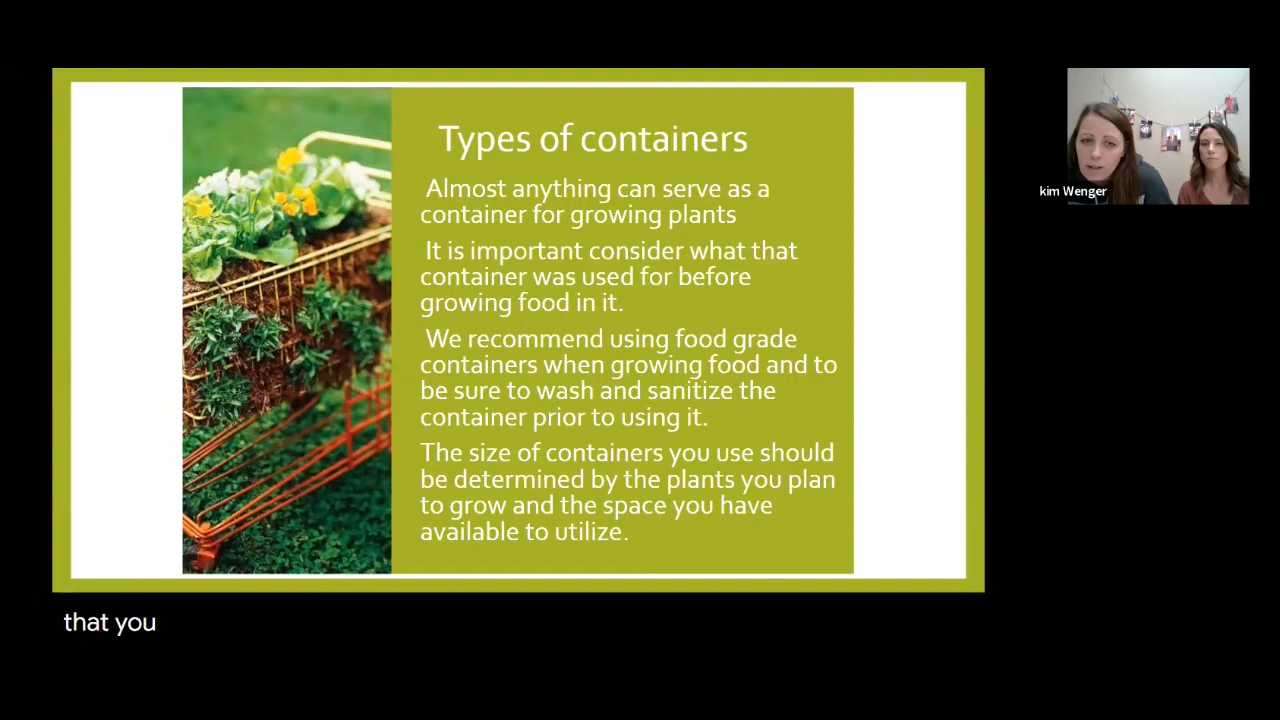 Types of containers
Almost anything can serve as a
container for growing plants
It is important consider what that
container was used for before
growing food in it.
We recommend using food grade
containers when growing food and to
be sure to wash and sanitize the
container prior to using it.
The size of containers you use should
be determined by the plants you plan
to grow and the space you have
available to utilize.
kim Wenger
that you